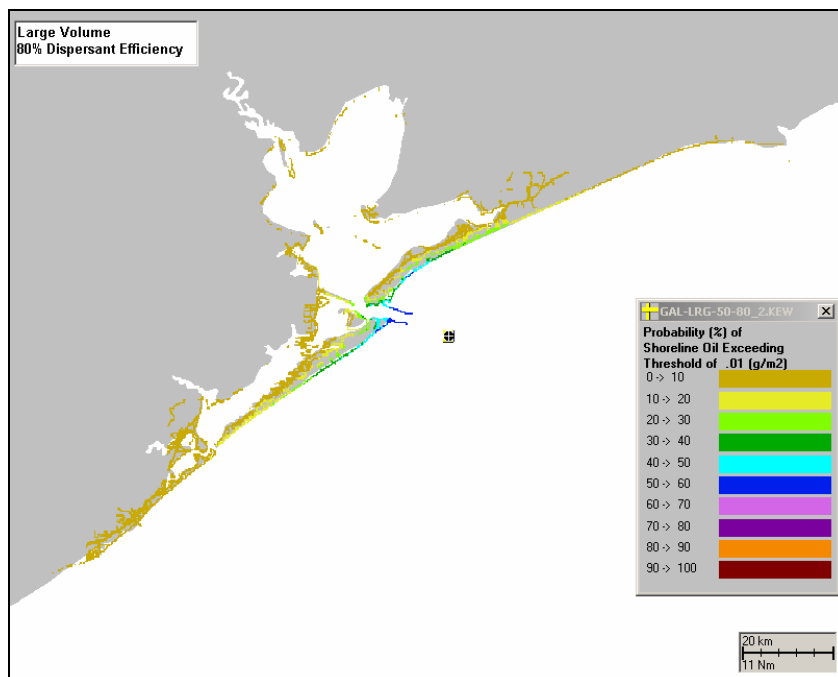 Large Volume
80% Dispersant Efficiency
GAL-LRG-50-80_2.KEW
Probability (%) of
Shoreline Oil Exceeding
Threshold of .01 (g/m2)
0 -> 10
10 -> 20
20 -> 30
30 -> 40
40 -> 50
50 -> 60
60 -> 70
70 -> 80
80 -> 90
90 -> 100
20 km
11 Nm